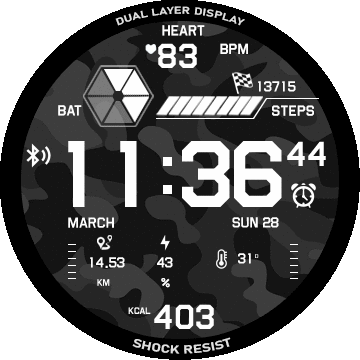 DUAL LAYER DISPLAY
HEART
83 BPM
13715
BAT STEPS
11:36 44
MARCH SUN 28
14.53 43 31°
KM %
KCAL 403
SHOCK RESIST